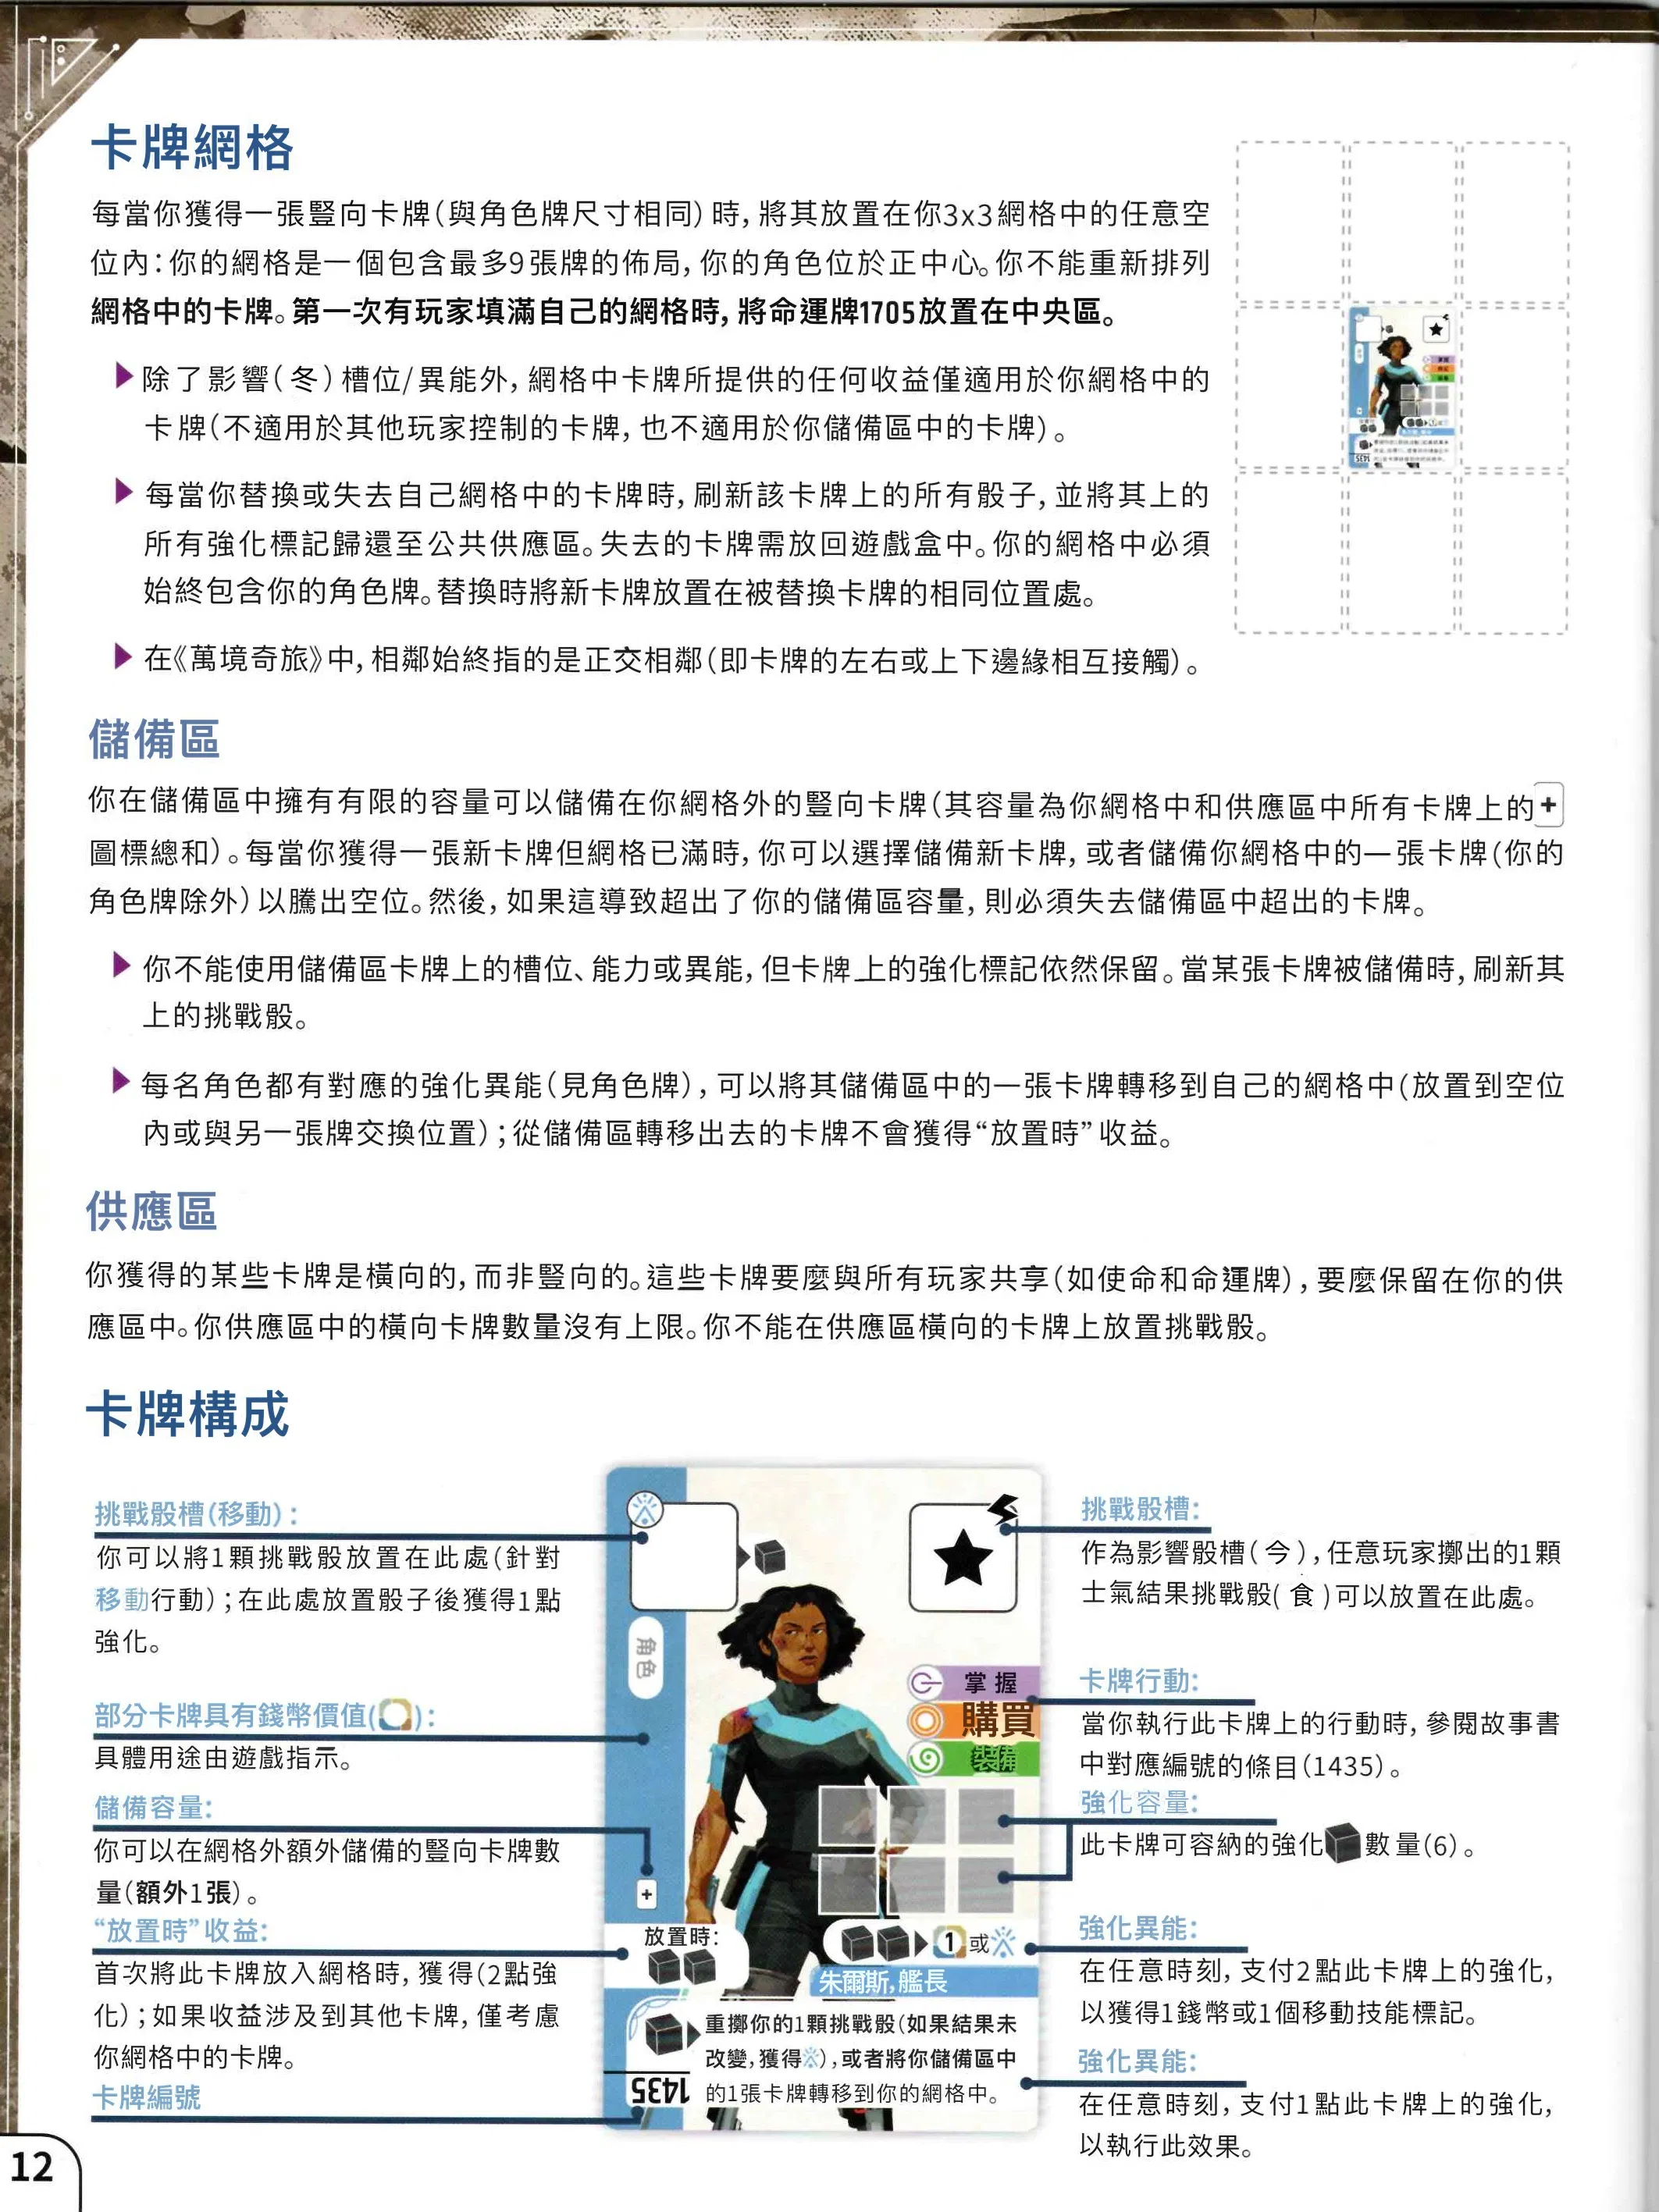 卡牌網格
每當你獲得一張豎向卡牌（與角色牌尺寸相同）時，將其放置在你3x3網格中的任意空
位內：你的網格是一個包含最多9張牌的佈局，你的角色位於正中心。你不能重新排列
網格中的卡牌。第一次有玩家填滿自己的網格時，將命運牌1705放置在中央區。
▶除了影響（冬）槽位/異能外，網格中卡牌所提供的任何收益僅適用於你網格中的
卡牌（不適用於其他玩家控制的卡牌，也不適用於你儲備區中的卡牌）。
▶每當你替換或失去自己網格中的卡牌時，刷新該卡牌上的所有骰子，並將其上的
所有強化標記歸還至公共供應區。失去的卡牌需放回遊戲盒中。你的網格中必須
始終包含你的角色牌。替換時將新卡牌放置在被替換卡牌的相同位置處。
▶在《萬境奇旅》中，相鄰始終指的是正交相鄰（即卡牌的左右或上下邊緣相互接觸）。
儲備區
你在儲備區中擁有有限的容量可以儲備在你網格外的豎向卡牌（其容量為你網格中和供應區中所有卡牌上的+
圖標總和）。每當你獲得一張新卡牌但網格已滿時，你可以選擇儲備新卡牌，或者儲備你網格中的一張卡牌（你的
角色牌除外）以騰出空位。然後，如果這導致超出了你的儲備區容量，則必須失去儲備區中超出的卡牌。
▶你不能使用儲備區卡牌上的槽位、能力或異能，但卡牌上的強化標記依然保留。當某張卡牌被儲備時，刷新其
上的挑戰骰。
▶每名角色都有對應的強化異能（見角色牌），可以將其儲備區中的一張卡牌轉移到自己的網格中（放置到空位
內或與另一張牌交換位置）；從儲備區轉移出去的卡牌不會獲得“放置時”收益。
供應區
你獲得的某些卡牌是橫向的，而非豎向的。這些卡牌要麼與所有玩家共享（如使命和命運牌），要麼保留在你的供
應區中。你供應區中的橫向卡牌數量沒有上限。你不能在供應區橫向的卡牌上放置挑戰骰。
卡牌構成
挑戰骰槽（移動）：
你可以將1顆挑戰骰放置在此處（針對
移動行動）；在此處放置骰子後獲得1點
強化。
部分卡牌具有錢幣價值（）：
具體用途由遊戲指示。
儲備容量：
你可以在網格外額外儲備的豎向卡牌數
量（額外1張）。
“放置時”收益：
首次將此卡牌放入網格時，獲得（2點強
化）；如果收益涉及到其他卡牌，僅考慮
你網格中的卡牌。
卡牌編號
角色
掌握
購買
裝備
+
放置時：
1或
朱爾斯，艦長
重擲你的1顆挑戰骰（如果結果未
改變，獲得），或者將你儲備區中
的1張卡牌轉移到你的網格中。
1435
挑戰骰槽：
作為影響骰槽（今），任意玩家擲出的1顆
士氣結果挑戰骰（食）可以放置在此處。
卡牌行動：
當你執行此卡牌上的行動時，參閱故事書
中對應編號的條目（1435）。
強化容量：
此卡牌可容納的強化數量（6）。
強化異能：
在任意時刻，支付2點此卡牌上的強化，
以獲得1錢幣或1個移動技能標記。
強化異能：
在任意時刻，支付1點此卡牌上的強化，
以執行此效果。
12